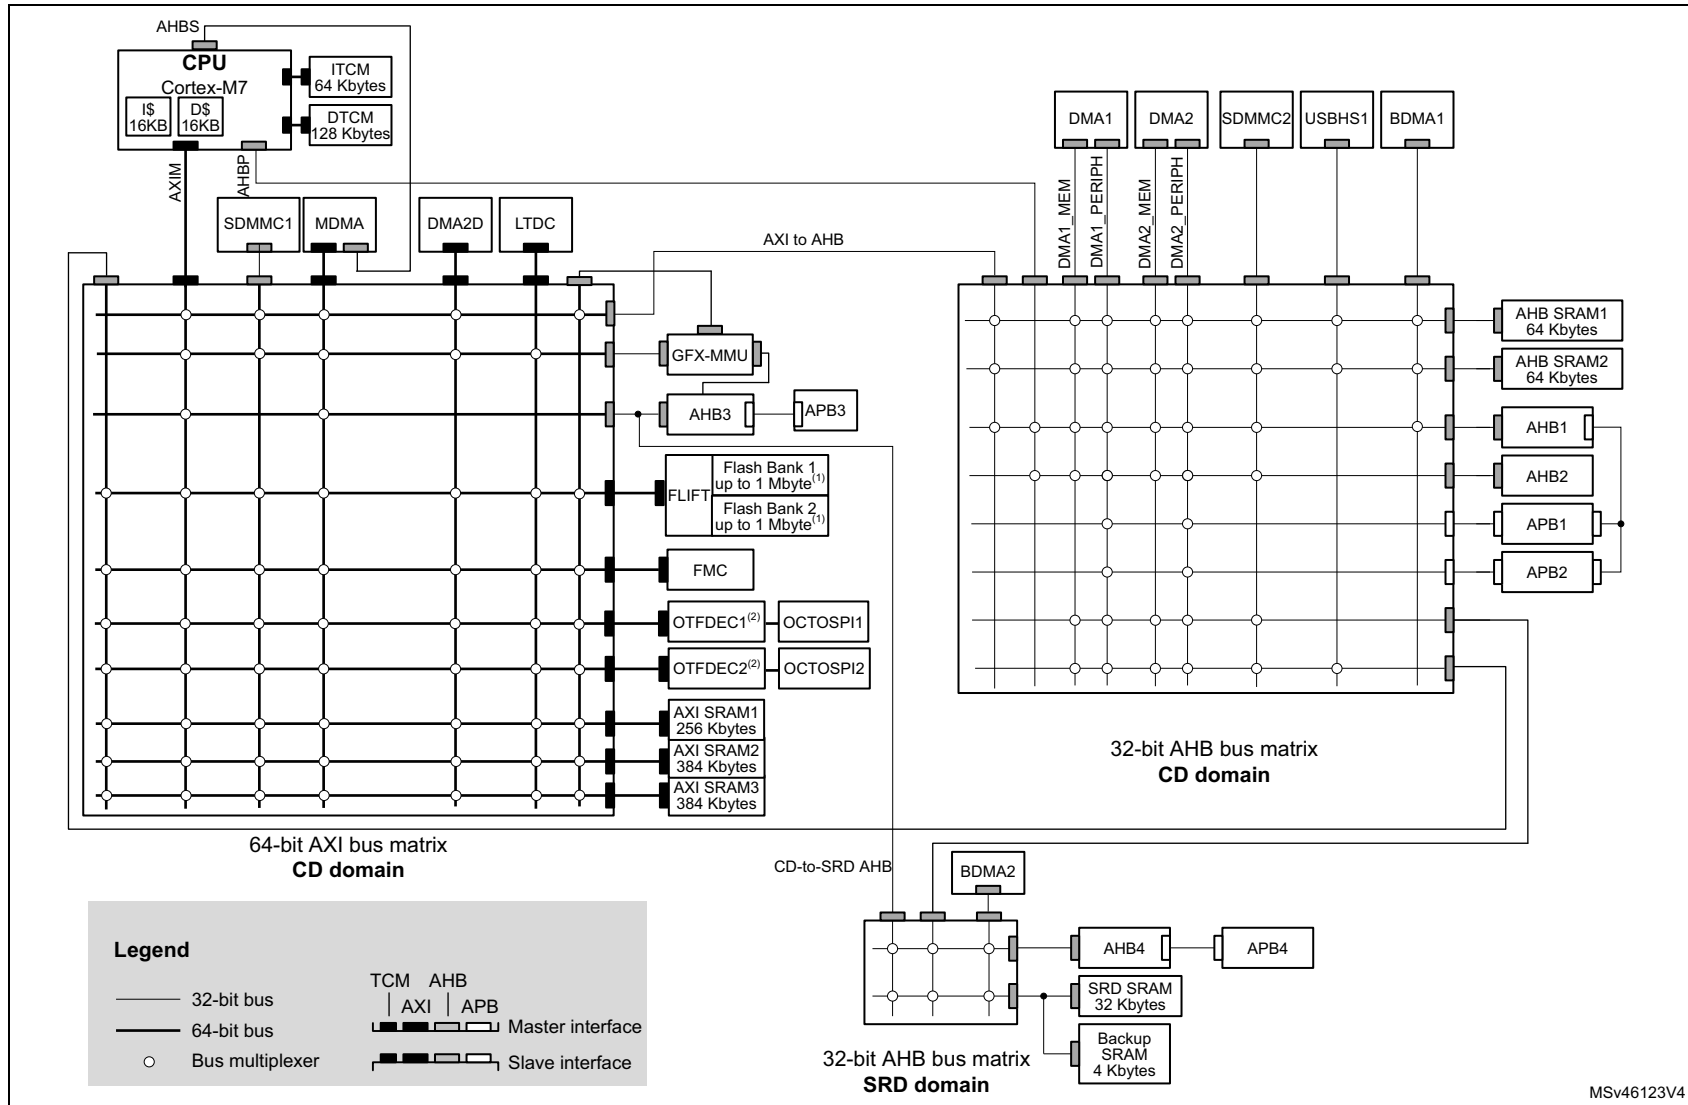 AHBS
CPU
Cortex-M7
I$
16KB
D$
16KB
ITCM
64 Kbytes
DTCM
128 Kbytes
AXIM
AHBP
SDMMC1
MDMA
DMA2D
LTDC
AXI to AHB
DMA1
DMA2
SDMMC2
USBHS1
BDMA1
DMA1_MEM
DMA1_PERIPH
DMA2_MEM
DMA2_PERIPH
GFX-MMU
AHB3
APB3
FLIFT
Flash Bank 1
up to 1 Mbyte(1)
Flash Bank 2
up to 1 Mbyte(1)
FMC
OTFDEC1(2)
OCTOSPI1
OTFDEC2(2)
OCTOSPI2
AXI SRAM1
256 Kbytes
AXI SRAM2
384 Kbytes
AXI SRAM3
384 Kbytes
AHB SRAM1
64 Kbytes
AHB SRAM2
64 Kbytes
AHB1
AHB2
APB1
APB2
64-bit AXI bus matrix
CD domain
32-bit AHB bus matrix
CD domain
CD-to-SRD AHB
BDMA2
AHB4
APB4
SRD SRAM
32 Kbytes
Backup
SRAM
4 Kbytes
32-bit AHB bus matrix
SRD domain
Legend
32-bit bus
64-bit bus
Bus multiplexer
TCM
AHB
AXI
APB
Master interface
Slave interface
MSv46123V4